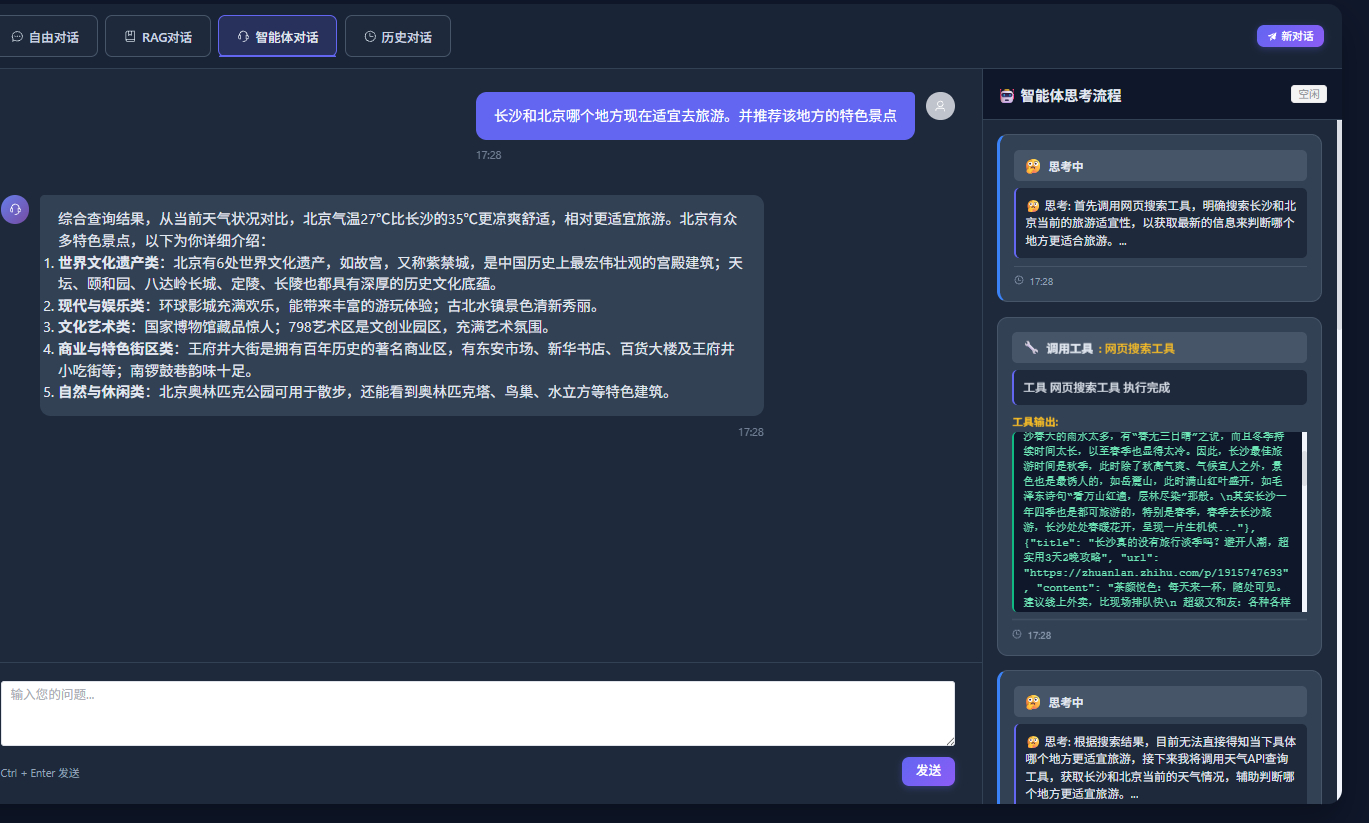 自由对话
RAG对话
智能体对话
历史对话
新对话
长沙和北京哪个地方现在适宜去旅游。并推荐该地方的特色景点
17:28
综合查询结果，从当前天气状况对比，北京气温27℃比长沙的35℃更凉爽舒适，相对更适宜旅游。北京有众
多特色景点，以下为你详细介绍：
1. 世界文化遗产类：北京有6处世界文化遗产，如故宫，又称紫禁城，是中国历史上最宏伟壮观的宫殿建筑；天
坛、颐和园、八达岭长城、定陵、长陵也都具有深厚的历史文化底蕴。
2. 现代与娱乐类：环球影城充满欢乐，能带来丰富的游玩体验；古北水镇景色清新秀丽。
3. 文化艺术类：国家博物馆藏品惊人；798艺术区是文创业园区，充满艺术氛围。
4. 商业与特色街区类：王府井大街是拥有百年历史的著名商业区，有东安市场、新华书店、百货大楼及王府井
小吃街等；南锣鼓巷韵味十足。
5. 自然与休闲类：北京奥林匹克公园可用于散步，还能看到奥林匹克塔、鸟巢、水立方等特色建筑。
17:28
输入您的问题...
Ctrl + Enter 发送
发送
智能体思考流程
空闲
思考中
思考: 首先调用网页搜索工具，明确搜索长沙和北
京当前的旅游适宜性，以获取最新的信息来判断哪个
地方更适合旅游。...
17:28
调用工具 : 网页搜索工具
工具 网页搜索工具 执行完成
工具输出:
沙春天的雨水太多，有“春无三日晴”之说，而且冬季持
续时间太长，以至春季也显得太冷。因此，长沙最佳旅
游时间是秋季，此时除了秋高气爽、气候宜人之外，景
色也是最诱人的，如岳麓山，此时满山红叶盛开，如毛
泽东诗句“看万山红遍，层林尽染”那般。\n其实长沙一
年四季也是都可旅游的，特别是春季，春季去长沙旅
游，长沙处处春暖花开，呈现一片生机怏..."},
{"title": "长沙真的没有旅行淡季吗？避开人潮，超
实用3天2晚攻略", "url":
"https://zhuanlan.zhihu.com/p/1915747693"
, "content": "茶颜悦色：每天来一杯，随处可见。
建议线上外卖，比现场排队快\n 超级文和友：各种各样
17:28
思考中
思考: 根据搜索结果，目前无法直接得知当下具体
哪个地方更适宜旅游，接下来我将调用天气API查询
工具，获取长沙和北京当前的天气情况，辅助判断哪
个地方更适宜旅游。...